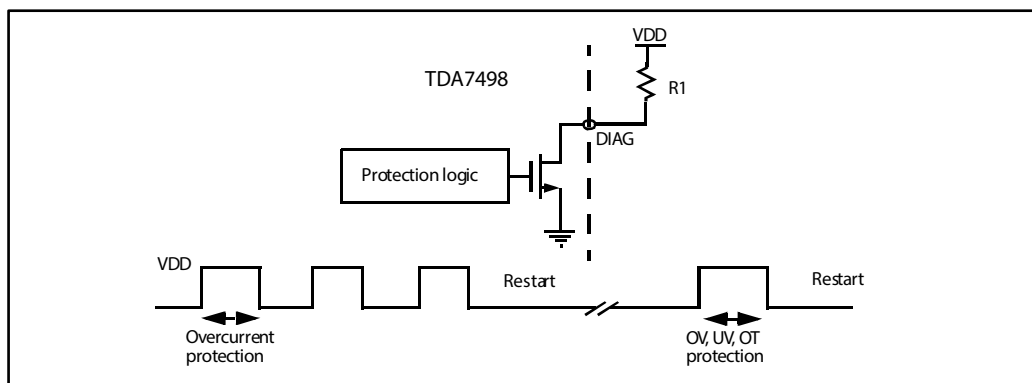 VDD
TDA7498
R1
DIAG
Protection logic
VDD
Restart
Restart
Overcurrent
protection
OV, UV, OT
protection